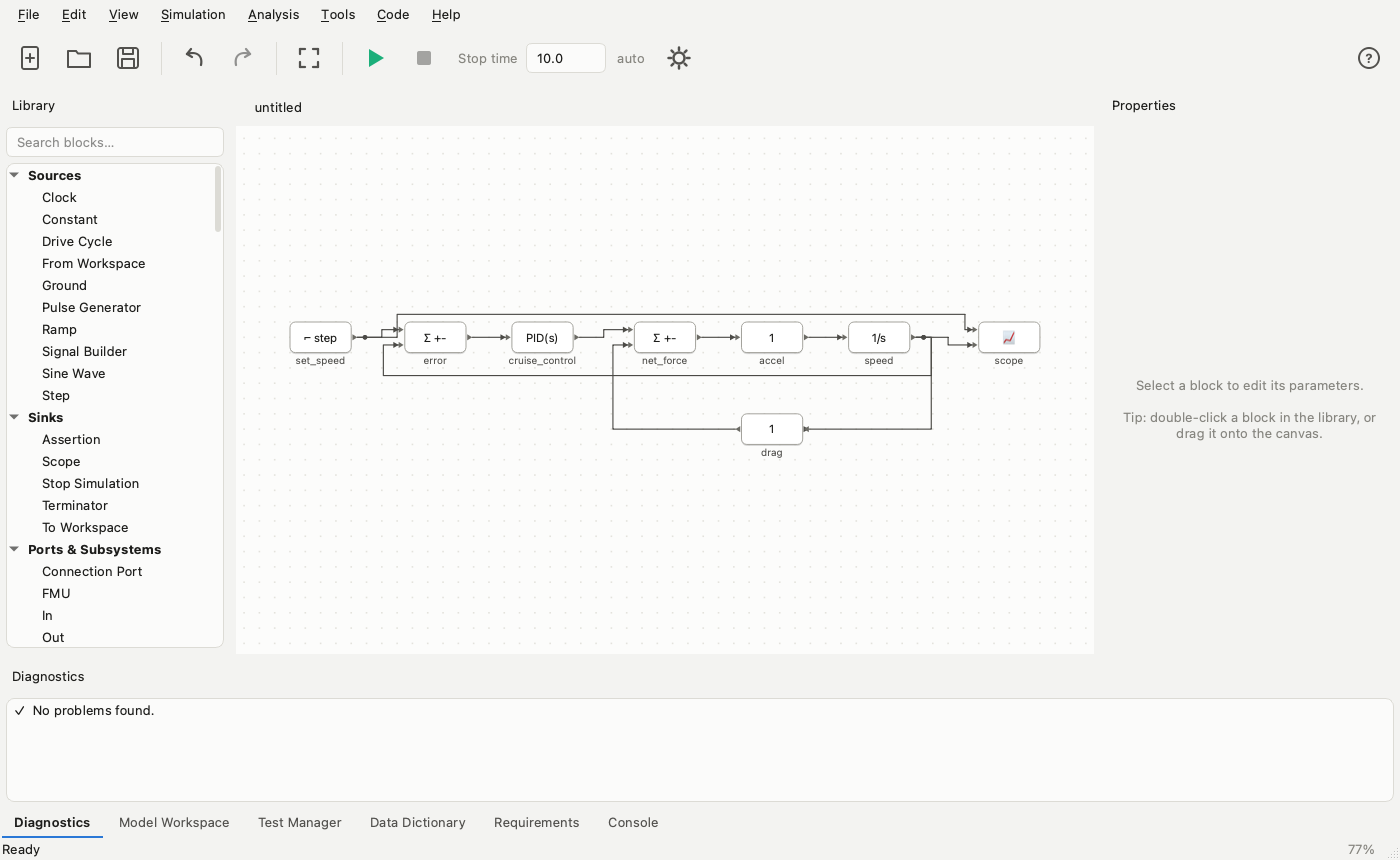 File Edit View Simulation Analysis Tools Code Help
Stop time 10.0 auto
Library
untitled
Properties
Search blocks...
Sources
Clock
Constant
Drive Cycle
From Workspace
Ground
Pulse Generator
Ramp
Signal Builder
Sine Wave
Step
Sinks
Assertion
Scope
Stop Simulation
Terminator
To Workspace
Ports & Subsystems
Connection Port
FMU
In
Out
step
Σ +-
PID(s)
Σ +-
1
1/s
set_speed
error
cruise_control
net_force
accel
speed
scope
1
drag
Select a block to edit its parameters.
Tip: double-click a block in the library, or
drag it onto the canvas.
Diagnostics
✓ No problems found.
Diagnostics Model Workspace Test Manager Data Dictionary Requirements Console
Ready
77%